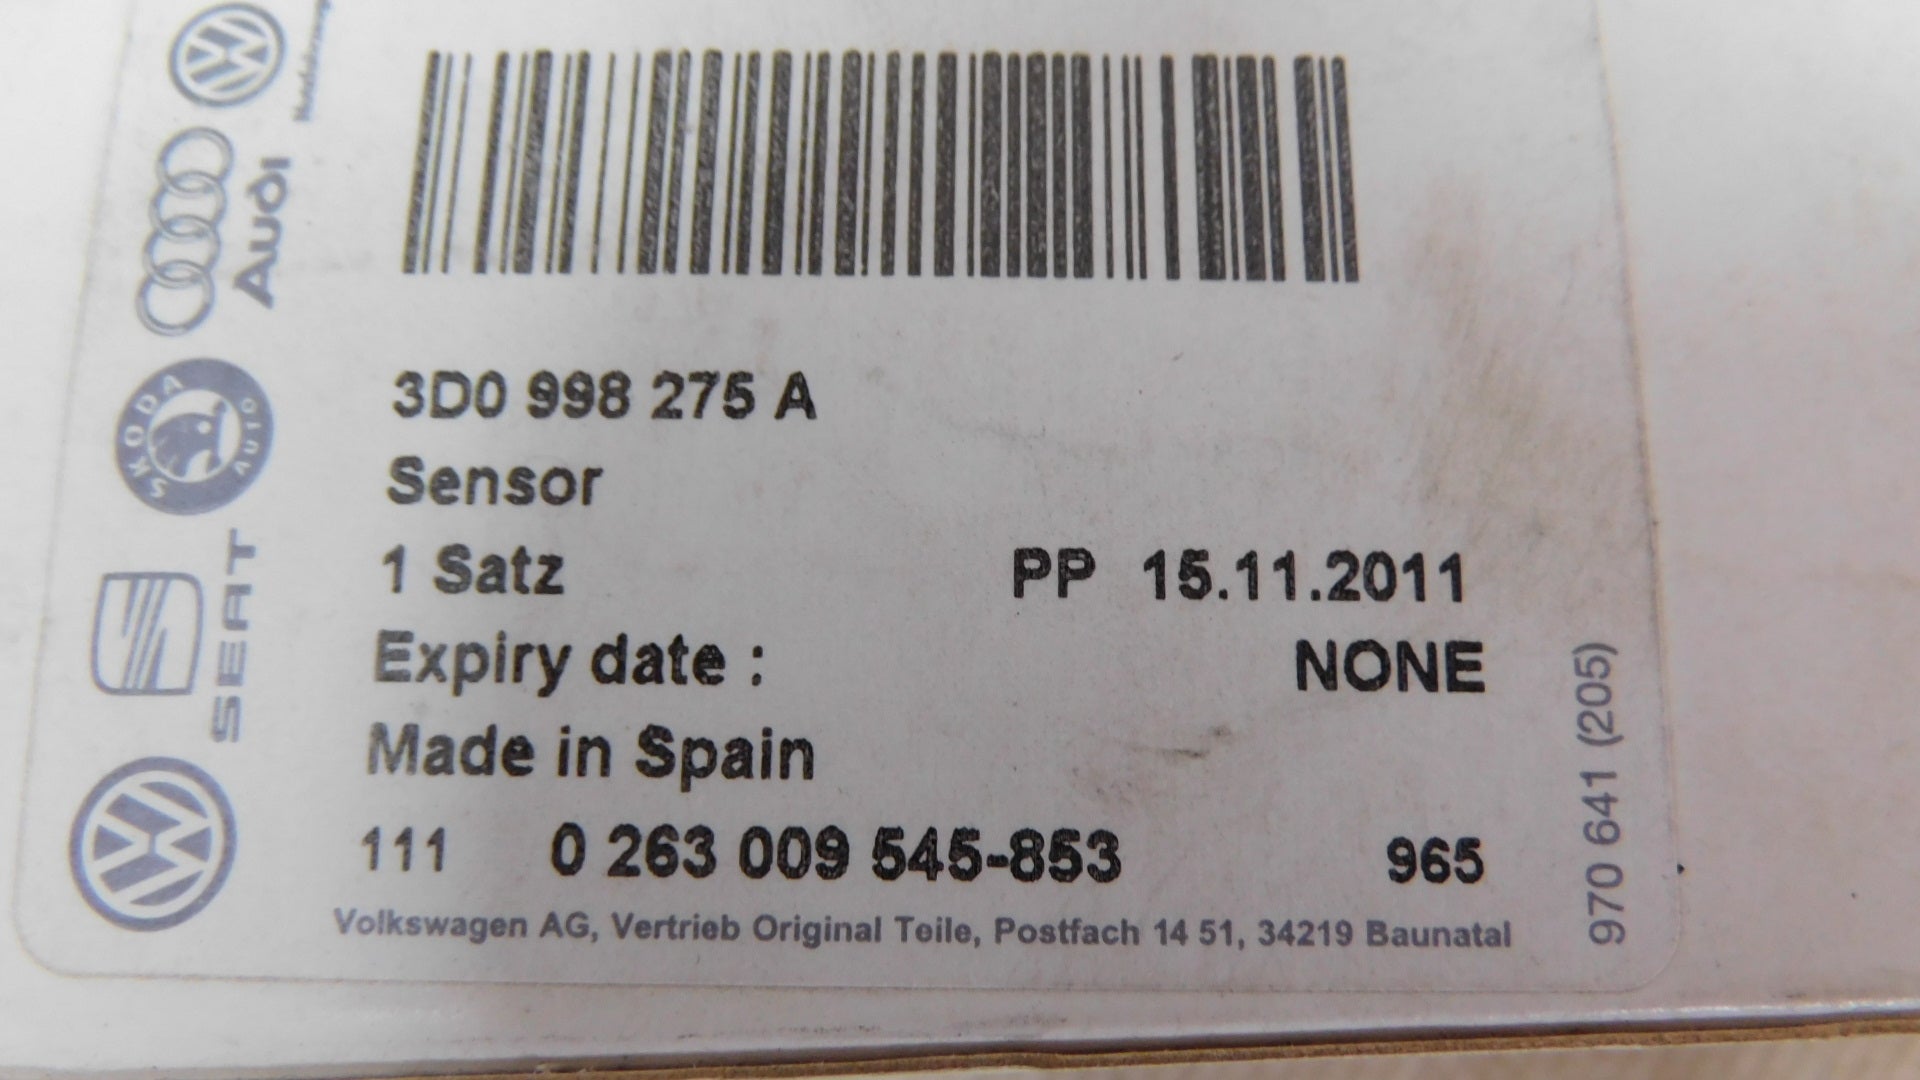 3D0 998 275 A
Sensor
1 Satz PP 15.11.2011
Expiry date : NONE
Made in Spain
111 0 263 009 545-853 965
Volkswagen AG, Vertrieb Original Teile, Postfach 14 51, 34219 Baunatal
970 641 (205)
Audi
SKODA AUTO
SEAT